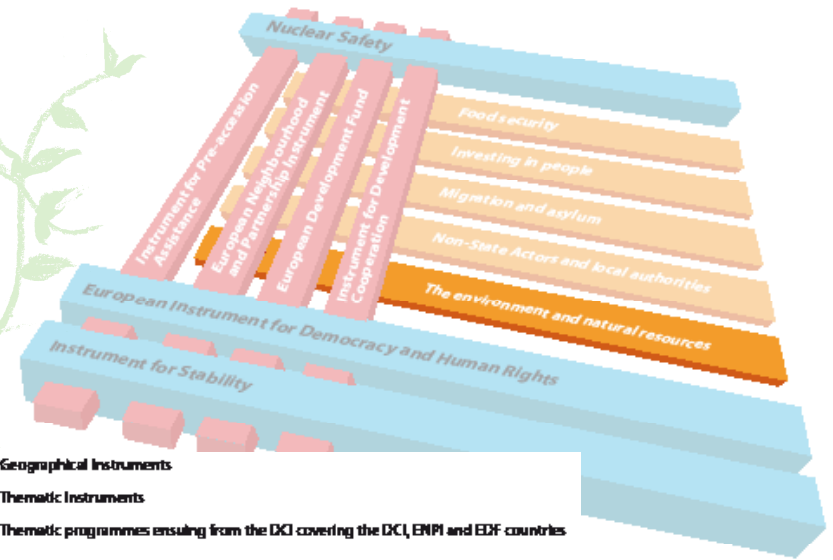 Nuclear Safety
Food security
Investing in people
Migration and asylum
Non-State Actors and local authorities
The environment and natural resources
Instrument for Pre-accession
Assistance
European Neighbourhood
and Partnership Instrument
European Development Fund
Instrument for Development
Cooperation
European Instrument for Democracy and Human Rights
Instrument for Stability
Geographical Instruments
Thematic Instruments
Thematic programmes ensuing from the DCI covering the DCI, ENPI and EDF countries